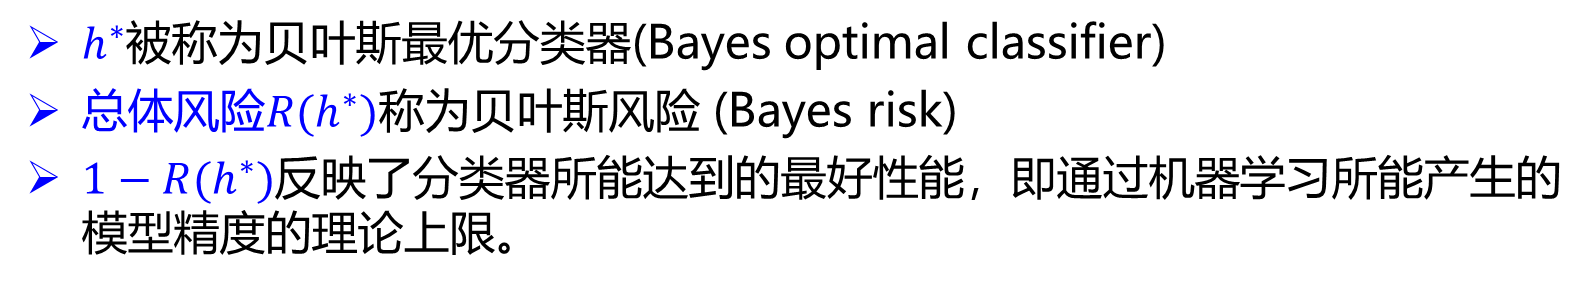 ➢ h*被称为贝叶斯最优分类器(Bayes optimal classifier)
➢ 总体风险R(h*)称为贝叶斯风险 (Bayes risk)
➢ 1 − R(h*)反映了分类器所能达到的最好性能，即通过机器学习所能产生的
模型精度的理论上限。